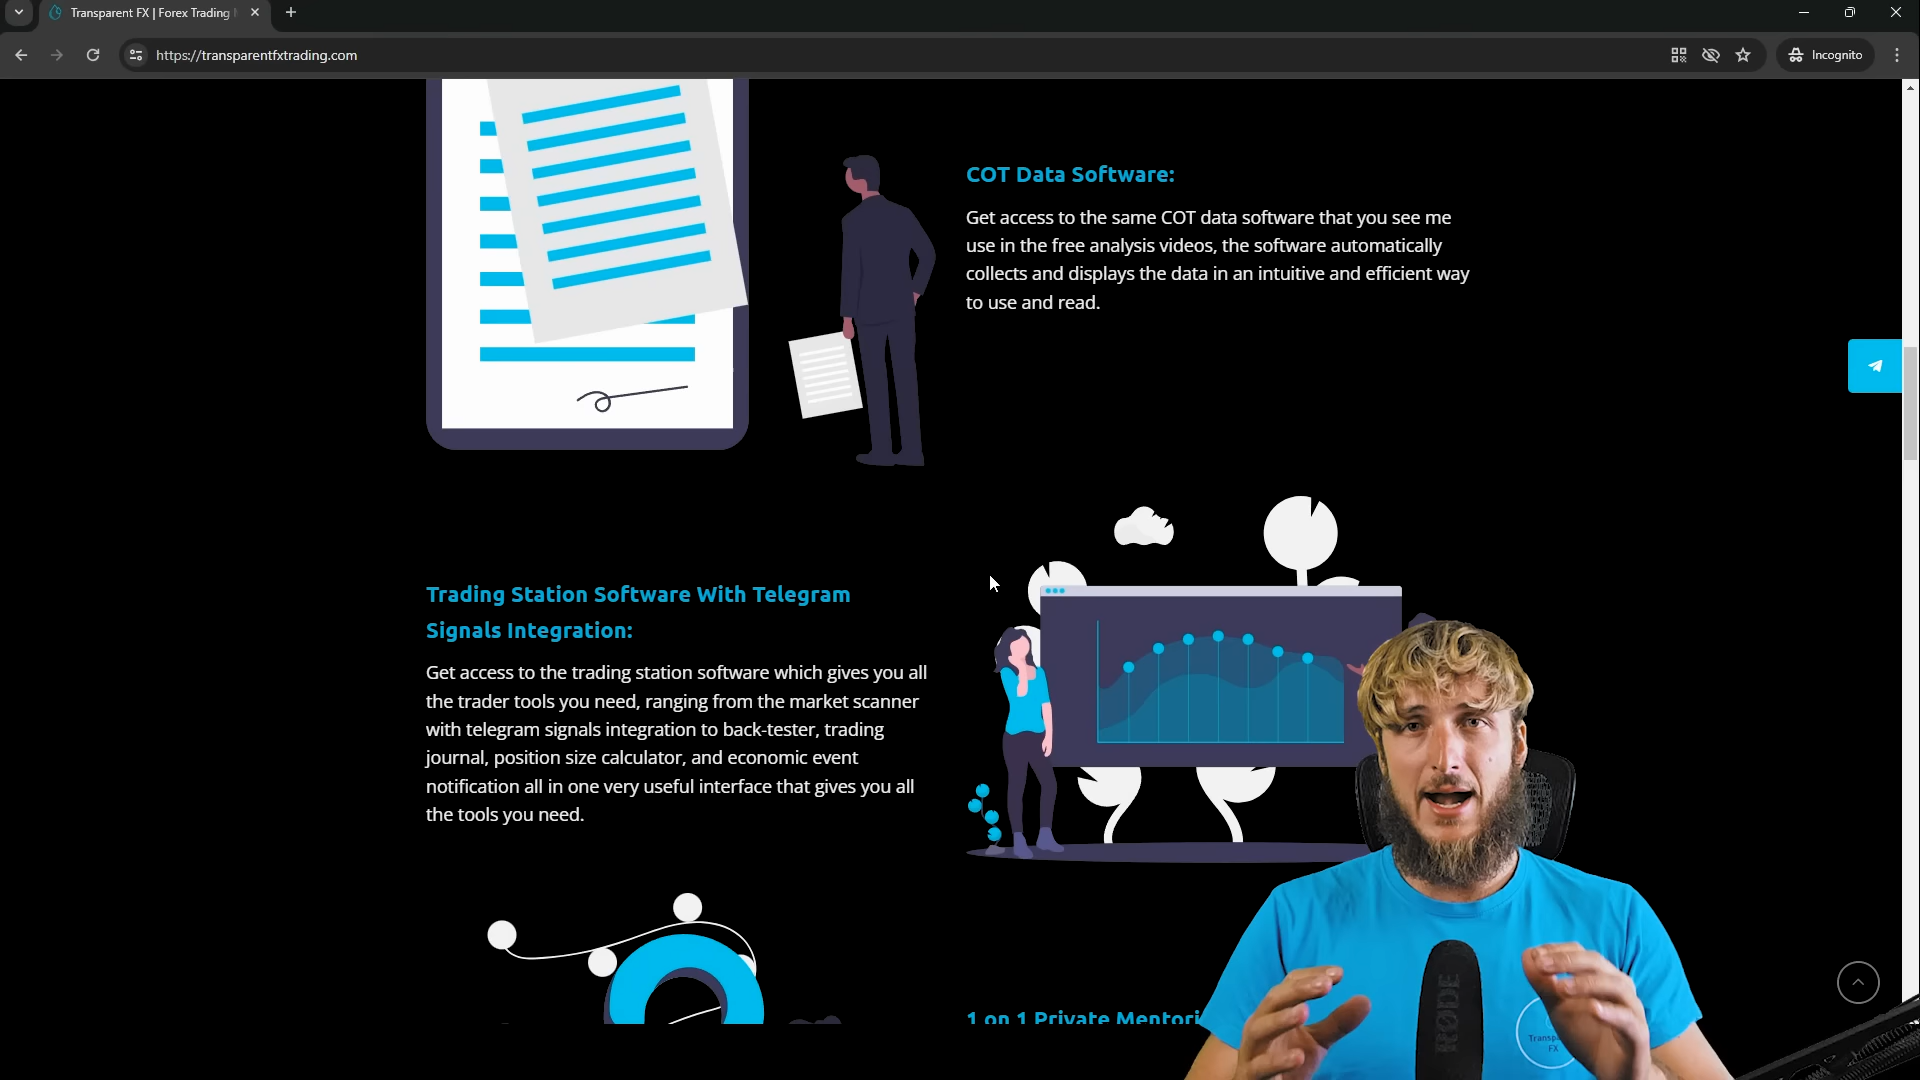 Transparent FX | Forex Trading
https://transparentfxtrading.com
Incognito
COT Data Software:
Get access to the same COT data software that you see me
use in the free analysis videos, the software automatically
collects and displays the data in an intuitive and efficient way
to use and read.
Trading Station Software With Telegram
Signals Integration:
Get access to the trading station software which gives you all
the trader tools you need, ranging from the market scanner
with telegram signals integration to back-tester, trading
journal, position size calculator, and economic event
notification all in one very useful interface that gives you all
the tools you need.
1 on 1 Private Mentori
RØDE
Transp
FX